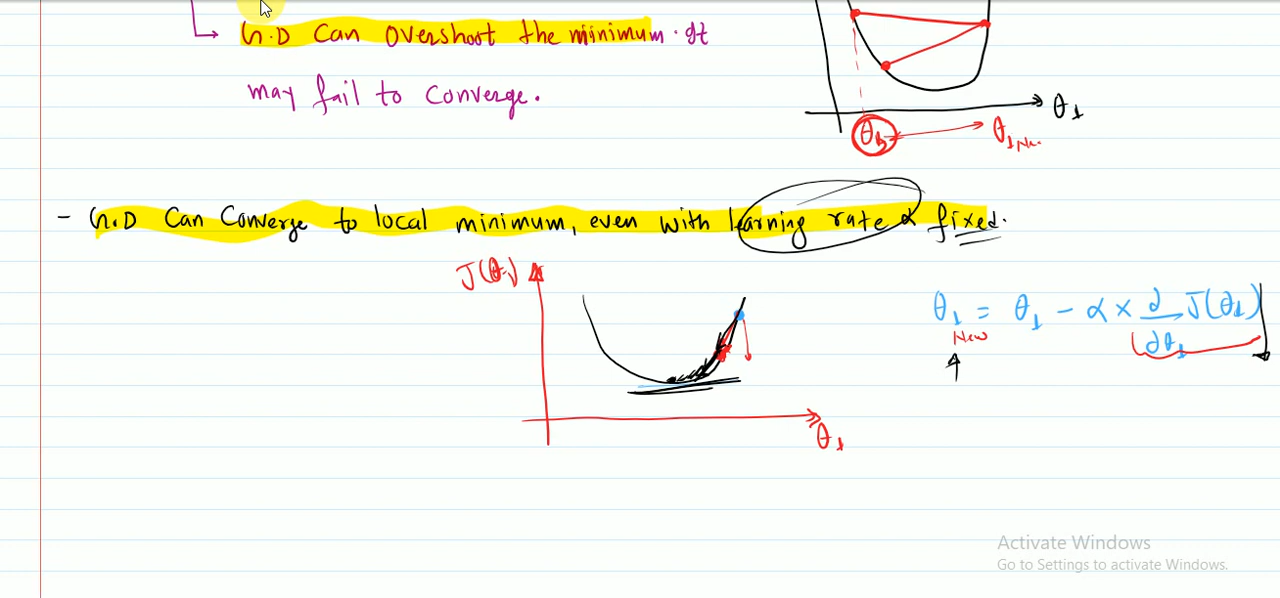 G.D Can Overshoot the minimum. It
may fail to converge.
θ₁
θ₁ New
- G.D Can Converge to local minimum, even with learning rate α fixed.
J(θ₁)
θ₁ New = θ₁ - α × ∂/∂θ₁ J(θ₁)
θ₁
Activate Windows
Go to Settings to activate Windows.